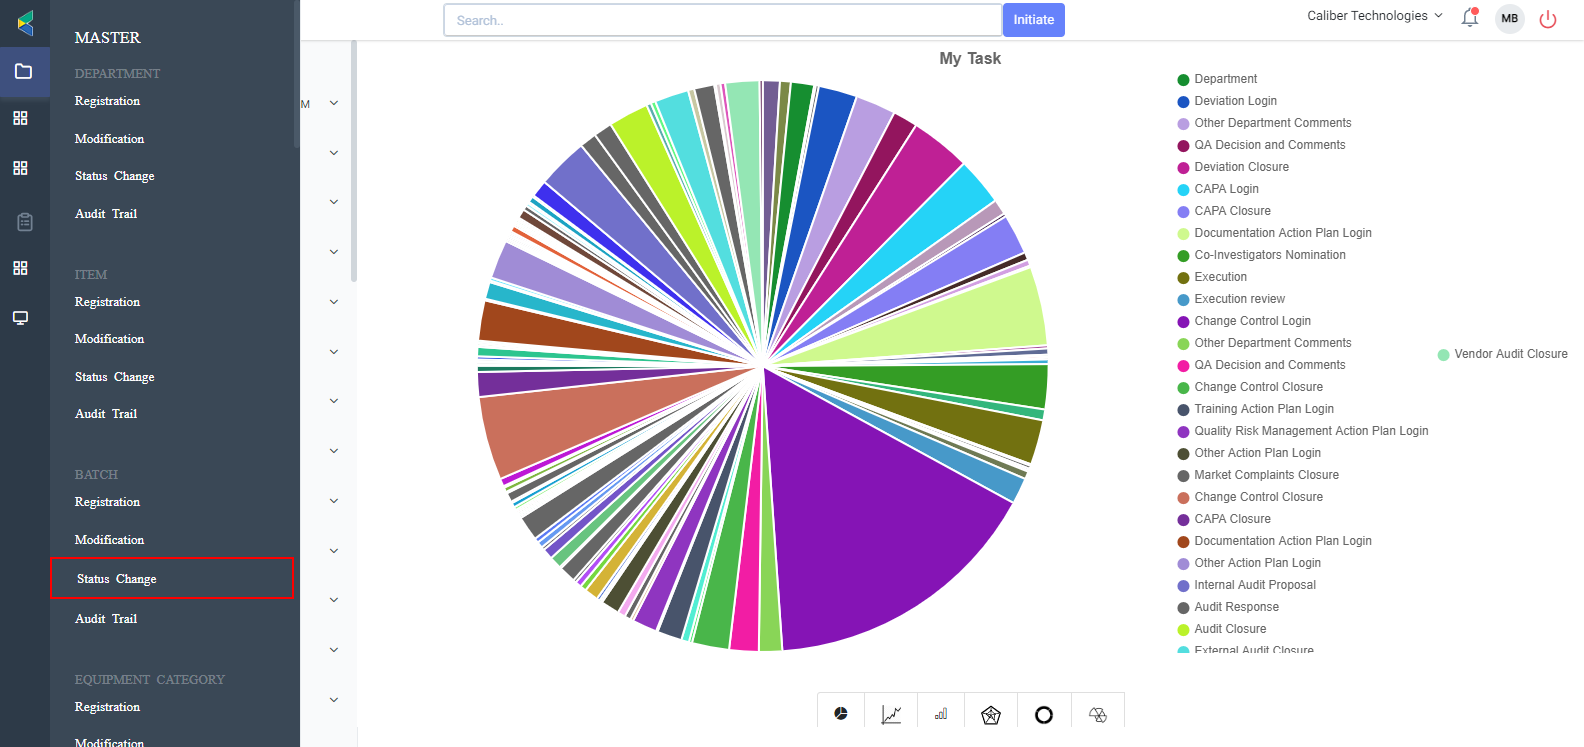 MASTER
DEPARTMENT
Registration
Modification
Status Change
Audit Trail
ITEM
Registration
Modification
Status Change
Audit Trail
BATCH
Registration
Modification
Status Change
Audit Trail
EQUIPMENT CATEGORY
Registration
Modification
M
Search..
Initiate
Caliber Technologies
MB
My Task
Department
Deviation Login
Other Department Comments
QA Decision and Comments
Deviation Closure
CAPA Login
CAPA Closure
Documentation Action Plan Login
Co-Investigators Nomination
Execution
Execution review
Change Control Login
Other Department Comments
QA Decision and Comments
Change Control Closure
Training Action Plan Login
Quality Risk Management Action Plan Login
Other Action Plan Login
Market Complaints Closure
Change Control Closure
CAPA Closure
Documentation Action Plan Login
Other Action Plan Login
Internal Audit Proposal
Audit Response
Audit Closure
External Audit Closure
Vendor Audit Closure